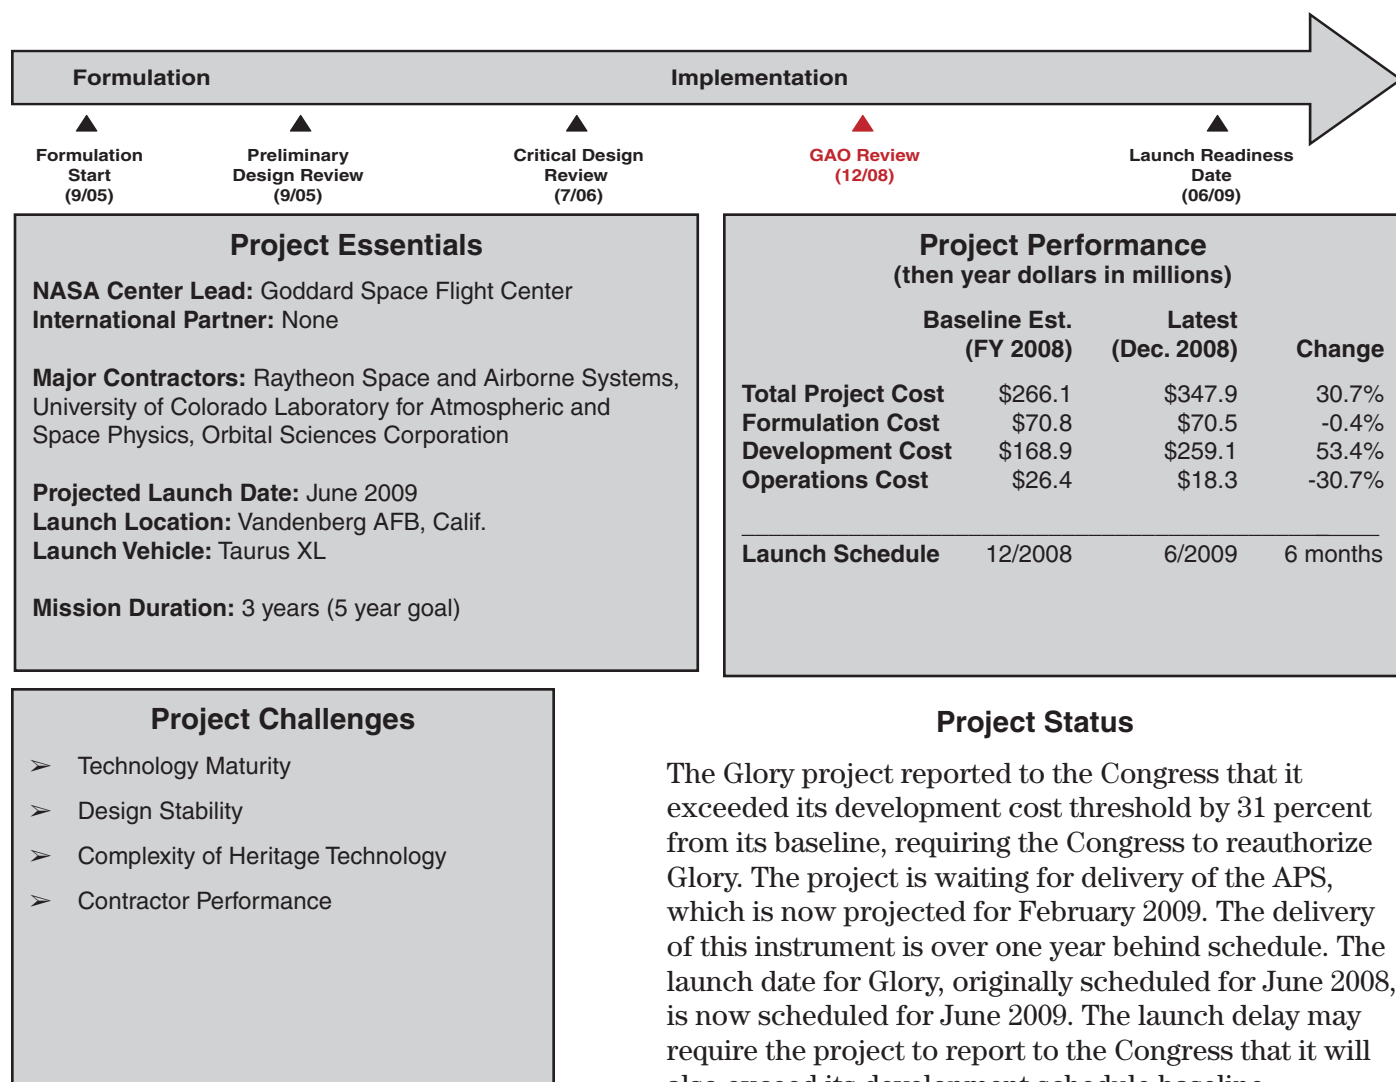 Formulation
Implementation
Formulation
Start
(9/05)
Preliminary
Design Review
(9/05)
Critical Design
Review
(7/06)
GAO Review
(12/08)
Launch Readiness
Date
(06/09)
Project Essentials
NASA Center Lead: Goddard Space Flight Center
International Partner: None
Major Contractors: Raytheon Space and Airborne Systems,
University of Colorado Laboratory for Atmospheric and
Space Physics, Orbital Sciences Corporation
Projected Launch Date: June 2009
Launch Location: Vandenberg AFB, Calif.
Launch Vehicle: Taurus XL
Mission Duration: 3 years (5 year goal)
Project Performance
(then year dollars in millions)
Baseline Est. Latest
(FY 2008) (Dec. 2008) Change
Total Project Cost $266.1 $347.9 30.7%
Formulation Cost $70.8 $70.5 -0.4%
Development Cost $168.9 $259.1 53.4%
Operations Cost $26.4 $18.3 -30.7%
Launch Schedule 12/2008 6/2009 6 months
Project Challenges
➢ Technology Maturity
➢ Design Stability
➢ Complexity of Heritage Technology
➢ Contractor Performance
Project Status
The Glory project reported to the Congress that it
exceeded its development cost threshold by 31 percent
from its baseline, requiring the Congress to reauthorize
Glory. The project is waiting for delivery of the APS,
which is now projected for February 2009. The delivery
of this instrument is over one year behind schedule. The
launch date for Glory, originally scheduled for June 2008,
is now scheduled for June 2009. The launch delay may
require the project to report to the Congress that it will
also exceed its development schedule baseline